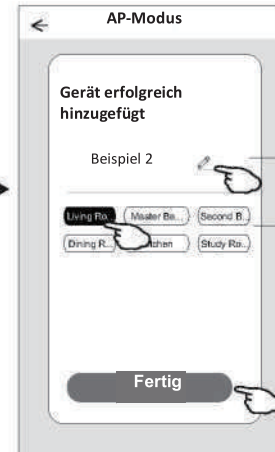 AP-Modus
Gerät erfolgreich
hinzugefügt
Beispiel 2
Living Ro... Master Be... Second B...
Dining R... Study Ro...
Fertig